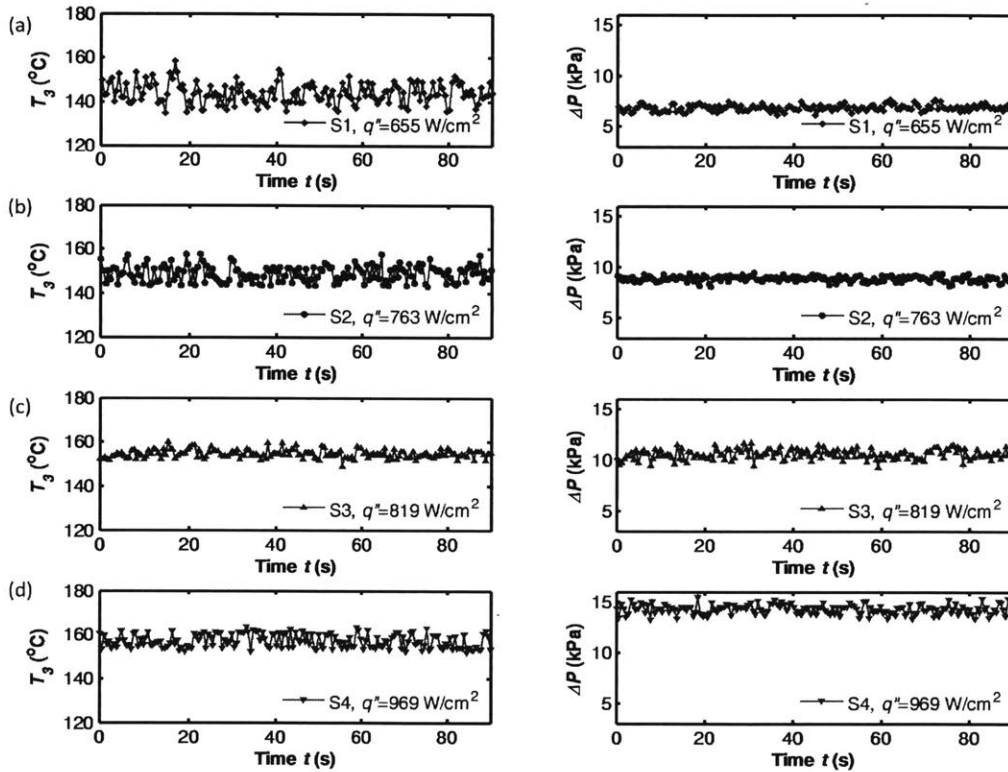 (a)
180
160
140
120
T3 (°C)
S1, q"=655 W/cm²
0 20 40 60 80
Time t (s)
15
10
5
ΔP (kPa)
S1, q"=655 W/cm²
0 20 40 60 80
Time t (s)
(b)
180
160
140
120
T3 (°C)
S2, q"=763 W/cm²
0 20 40 60 80
Time t (s)
15
10
5
ΔP (kPa)
S2, q"=763 W/cm²
0 20 40 60 80
Time t (s)
(c)
180
160
140
120
T3 (°C)
S3, q"=819 W/cm²
0 20 40 60 80
Time t (s)
15
10
5
ΔP (kPa)
S3, q"=819 W/cm²
0 20 40 60 80
Time t (s)
(d)
180
160
140
120
T3 (°C)
S4, q"=969 W/cm²
0 20 40 60 80
Time t (s)
15
10
5
ΔP (kPa)
S4, q"=969 W/cm²
0 20 40 60 80
Time t (s)